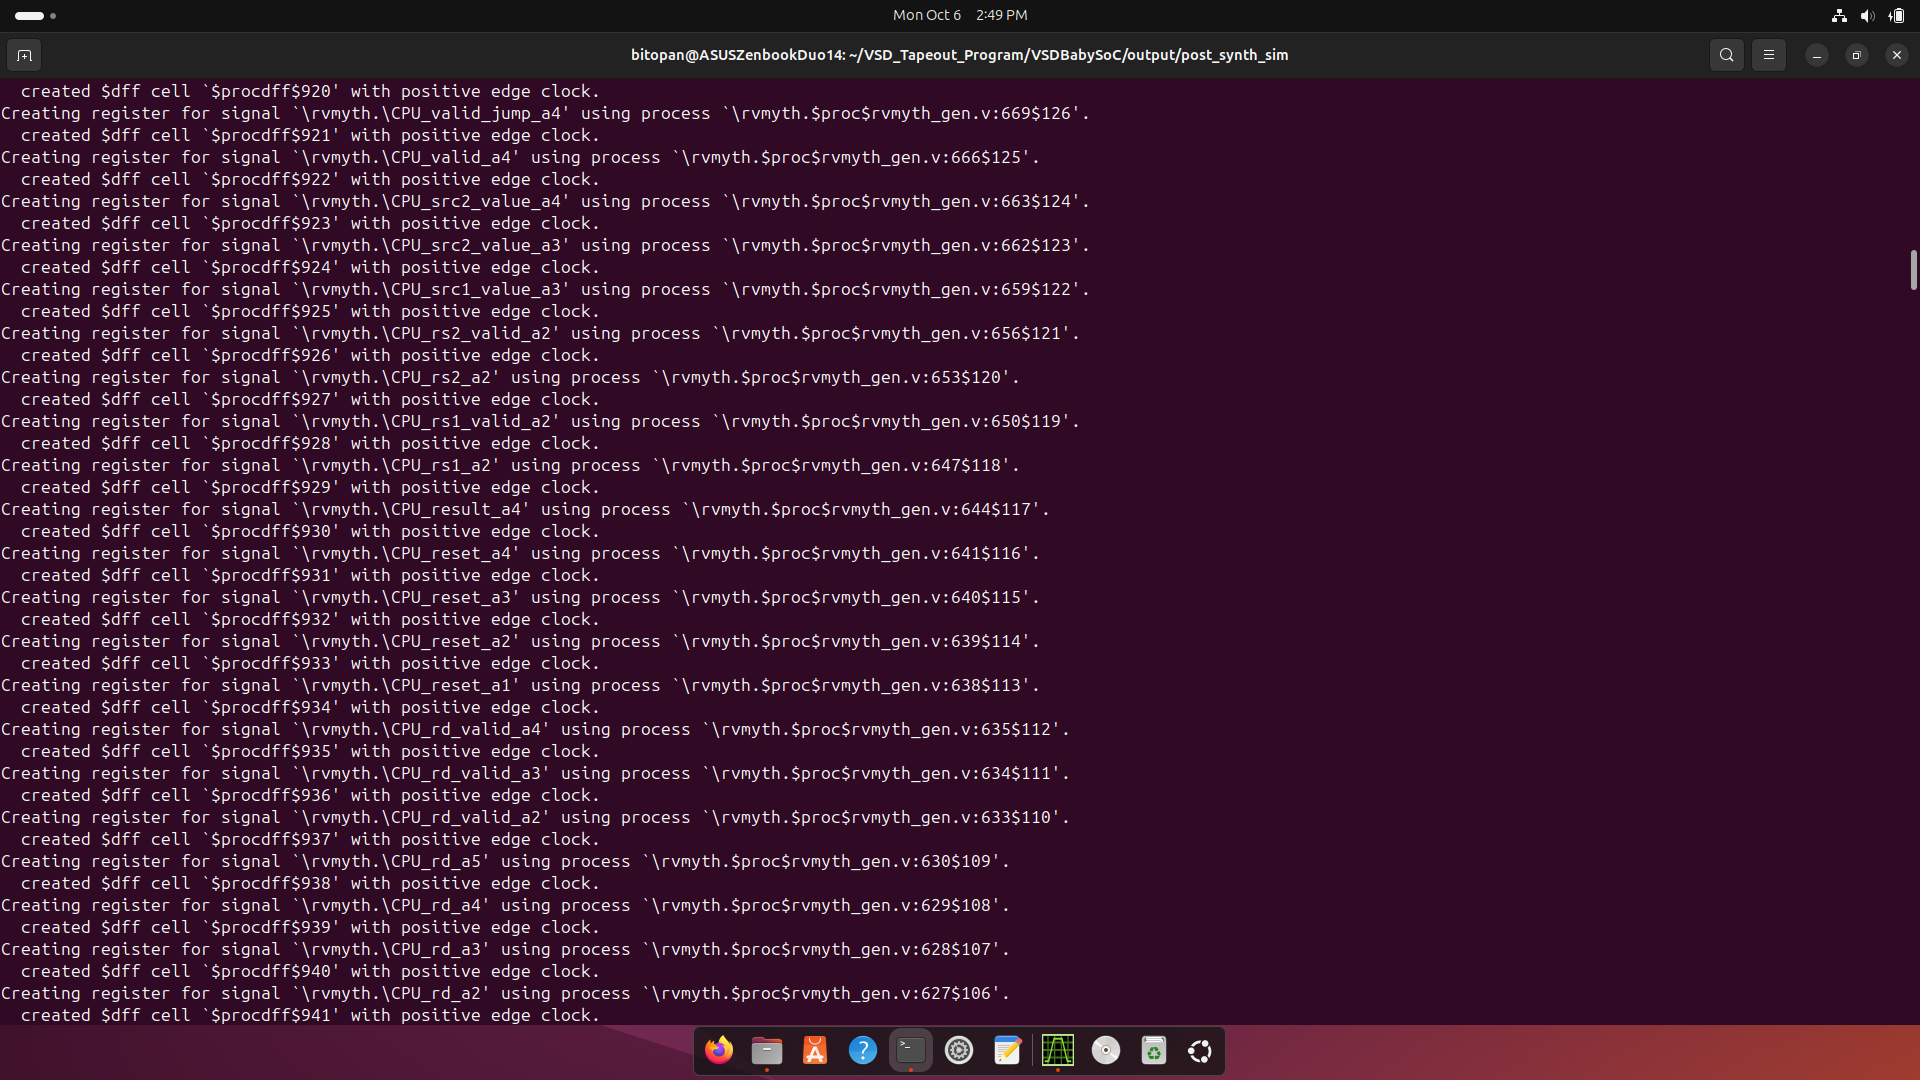 Mon Oct 6 2:49 PM
bitopan@ASUSZenbookDuo14: ~/VSD_Tapeout_Program/VSDBabySoC/output/post_synth_sim
  created $dff cell `$procdff$920' with positive edge clock.
Creating register for signal `\rvmyth.\CPU_valid_jump_a4' using process `\rvmyth.$proc$rvmyth_gen.v:669$126'.
  created $dff cell `$procdff$921' with positive edge clock.
Creating register for signal `\rvmyth.\CPU_valid_a4' using process `\rvmyth.$proc$rvmyth_gen.v:666$125'.
  created $dff cell `$procdff$922' with positive edge clock.
Creating register for signal `\rvmyth.\CPU_src2_value_a4' using process `\rvmyth.$proc$rvmyth_gen.v:663$124'.
  created $dff cell `$procdff$923' with positive edge clock.
Creating register for signal `\rvmyth.\CPU_src2_value_a3' using process `\rvmyth.$proc$rvmyth_gen.v:662$123'.
  created $dff cell `$procdff$924' with positive edge clock.
Creating register for signal `\rvmyth.\CPU_src1_value_a3' using process `\rvmyth.$proc$rvmyth_gen.v:659$122'.
  created $dff cell `$procdff$925' with positive edge clock.
Creating register for signal `\rvmyth.\CPU_rs2_valid_a2' using process `\rvmyth.$proc$rvmyth_gen.v:656$121'.
  created $dff cell `$procdff$926' with positive edge clock.
Creating register for signal `\rvmyth.\CPU_rs2_a2' using process `\rvmyth.$proc$rvmyth_gen.v:653$120'.
  created $dff cell `$procdff$927' with positive edge clock.
Creating register for signal `\rvmyth.\CPU_rs1_valid_a2' using process `\rvmyth.$proc$rvmyth_gen.v:650$119'.
  created $dff cell `$procdff$928' with positive edge clock.
Creating register for signal `\rvmyth.\CPU_rs1_a2' using process `\rvmyth.$proc$rvmyth_gen.v:647$118'.
  created $dff cell `$procdff$929' with positive edge clock.
Creating register for signal `\rvmyth.\CPU_result_a4' using process `\rvmyth.$proc$rvmyth_gen.v:644$117'.
  created $dff cell `$procdff$930' with positive edge clock.
Creating register for signal `\rvmyth.\CPU_reset_a4' using process `\rvmyth.$proc$rvmyth_gen.v:641$116'.
  created $dff cell `$procdff$931' with positive edge clock.
Creating register for signal `\rvmyth.\CPU_reset_a3' using process `\rvmyth.$proc$rvmyth_gen.v:640$115'.
  created $dff cell `$procdff$932' with positive edge clock.
Creating register for signal `\rvmyth.\CPU_reset_a2' using process `\rvmyth.$proc$rvmyth_gen.v:639$114'.
  created $dff cell `$procdff$933' with positive edge clock.
Creating register for signal `\rvmyth.\CPU_reset_a1' using process `\rvmyth.$proc$rvmyth_gen.v:638$113'.
  created $dff cell `$procdff$934' with positive edge clock.
Creating register for signal `\rvmyth.\CPU_rd_valid_a4' using process `\rvmyth.$proc$rvmyth_gen.v:635$112'.
  created $dff cell `$procdff$935' with positive edge clock.
Creating register for signal `\rvmyth.\CPU_rd_valid_a3' using process `\rvmyth.$proc$rvmyth_gen.v:634$111'.
  created $dff cell `$procdff$936' with positive edge clock.
Creating register for signal `\rvmyth.\CPU_rd_valid_a2' using process `\rvmyth.$proc$rvmyth_gen.v:633$110'.
  created $dff cell `$procdff$937' with positive edge clock.
Creating register for signal `\rvmyth.\CPU_rd_a5' using process `\rvmyth.$proc$rvmyth_gen.v:630$109'.
  created $dff cell `$procdff$938' with positive edge clock.
Creating register for signal `\rvmyth.\CPU_rd_a4' using process `\rvmyth.$proc$rvmyth_gen.v:629$108'.
  created $dff cell `$procdff$939' with positive edge clock.
Creating register for signal `\rvmyth.\CPU_rd_a3' using process `\rvmyth.$proc$rvmyth_gen.v:628$107'.
  created $dff cell `$procdff$940' with positive edge clock.
Creating register for signal `\rvmyth.\CPU_rd_a2' using process `\rvmyth.$proc$rvmyth_gen.v:627$106'.
  created $dff cell `$procdff$941' with positive edge clock.